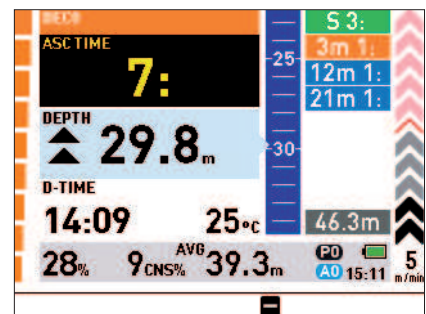 DECO
ASC TIME
7:
DEPTH
29.8m
D-TIME
14:09
25°C
28%
9CNS%
AVG
39.3m
25
30
S 3:
3m 1:
12m 1:
21m 1:
46.3m
P0
A0
15:11
5
m/min